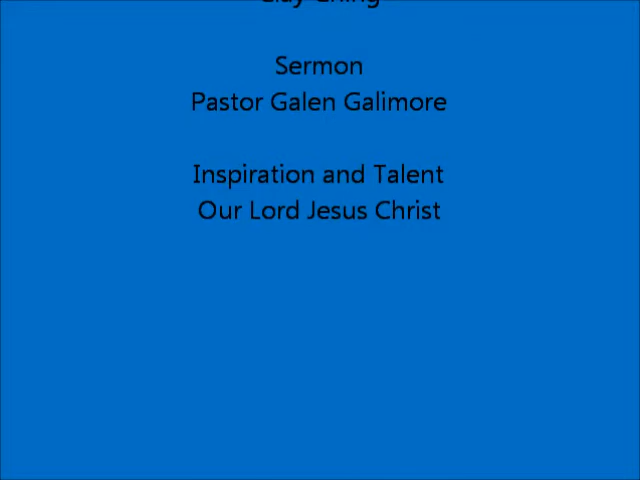 Sermon
Pastor Galen Galimore
Inspiration and Talent
Our Lord Jesus Christ